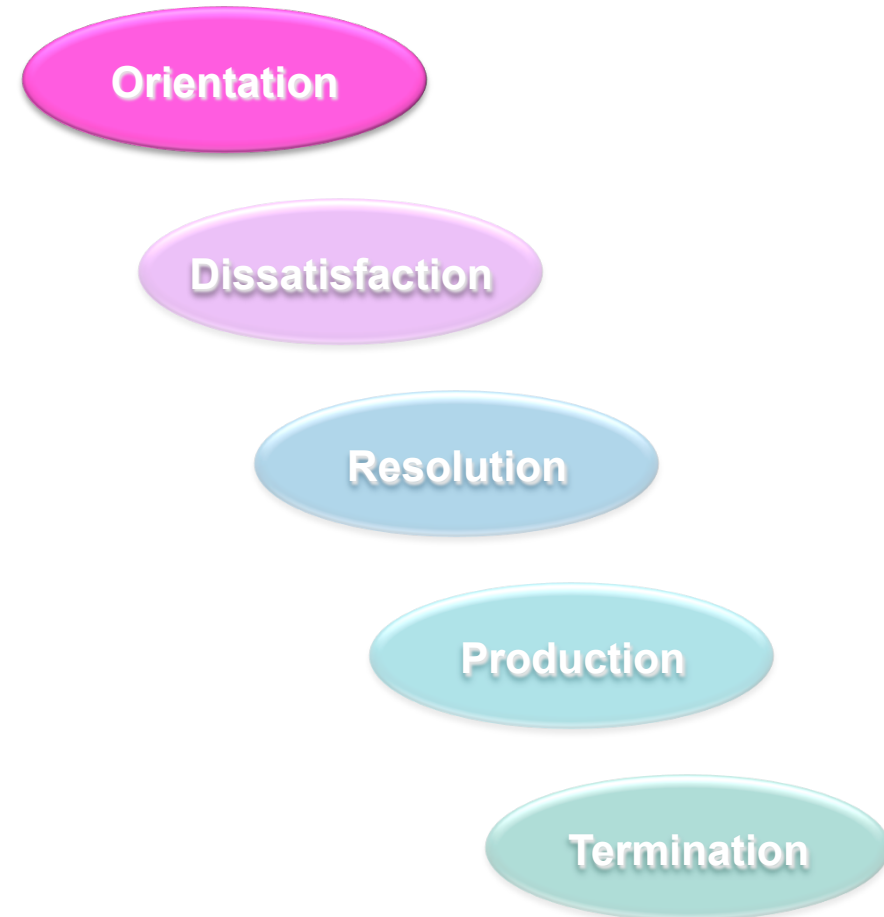 Orientation
Dissatisfaction
Resolution
Production
Termination